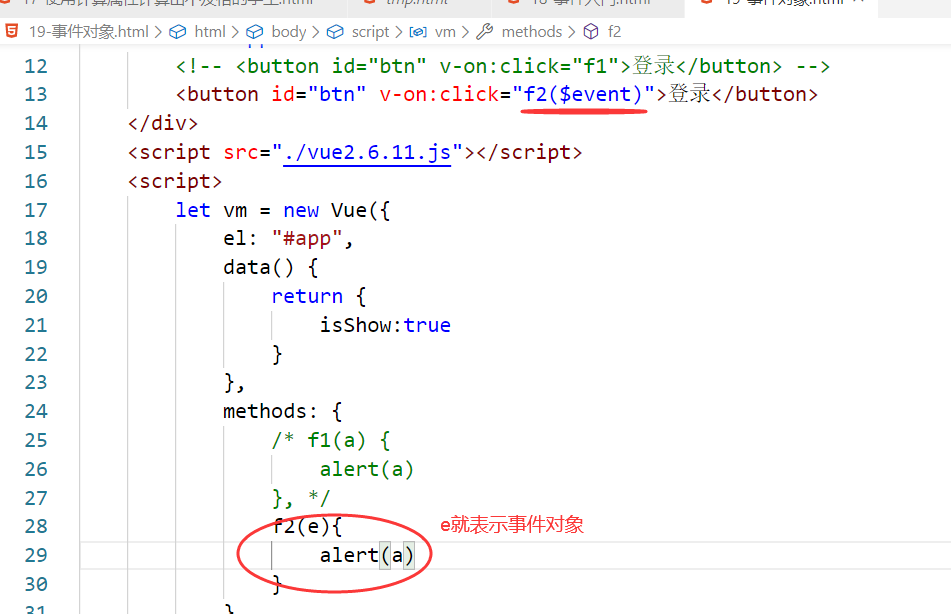 tmp.html
19-事件对象.html > html > body > script > vm > methods > f2
12 <!-- <button id="btn" v-on:click="f1">登录</button> -->
13 <button id="btn" v-on:click="f2($event)">登录</button>
14 </div>
15 <script src="./vue2.6.11.js"></script>
16 <script>
17 let vm = new Vue({
18 el: "#app",
19 data() {
20 return {
21 isShow:true
22 }
23 },
24 methods: {
25 /* f1(a) {
26 alert(a)
27 }, */
28 f2(e){
e就表示事件对象
29 alert(a)
30 }
31 }